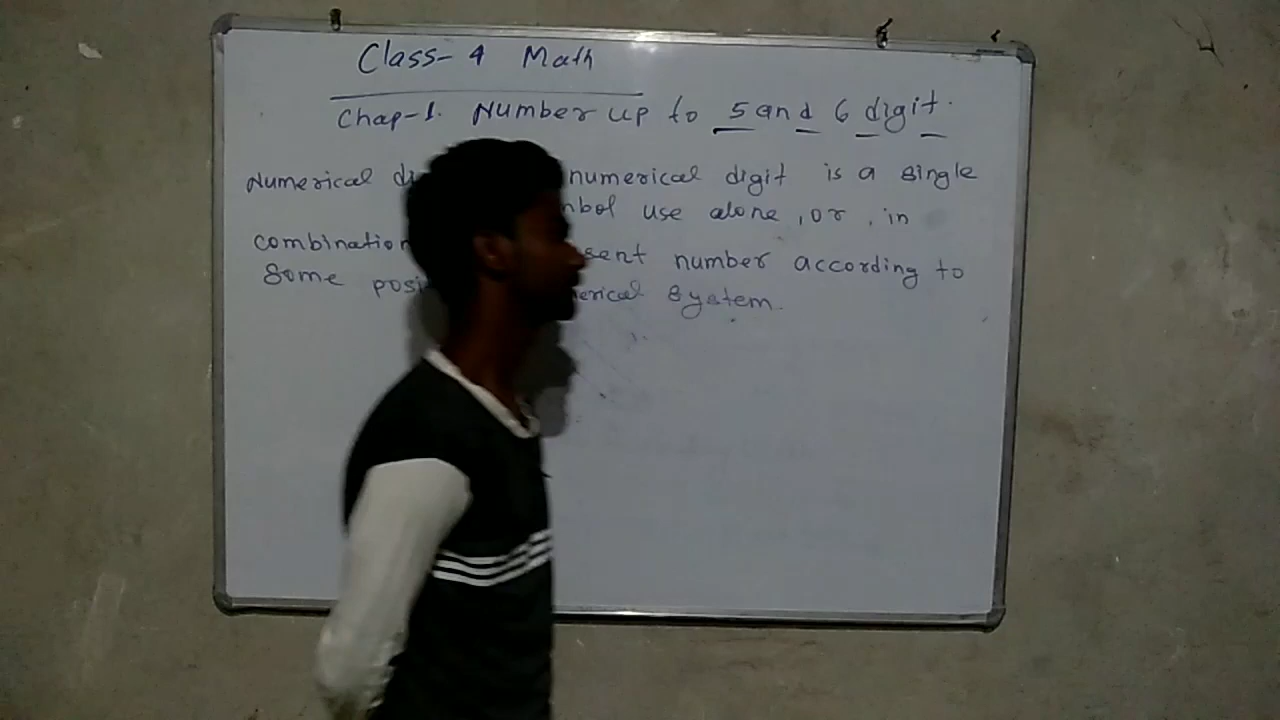 Class-4 Math
Chap-1. Number up to 5 and 6 digit.
Numerical numerical digit is a single
use alone, or, in
combination number according to
Some system.